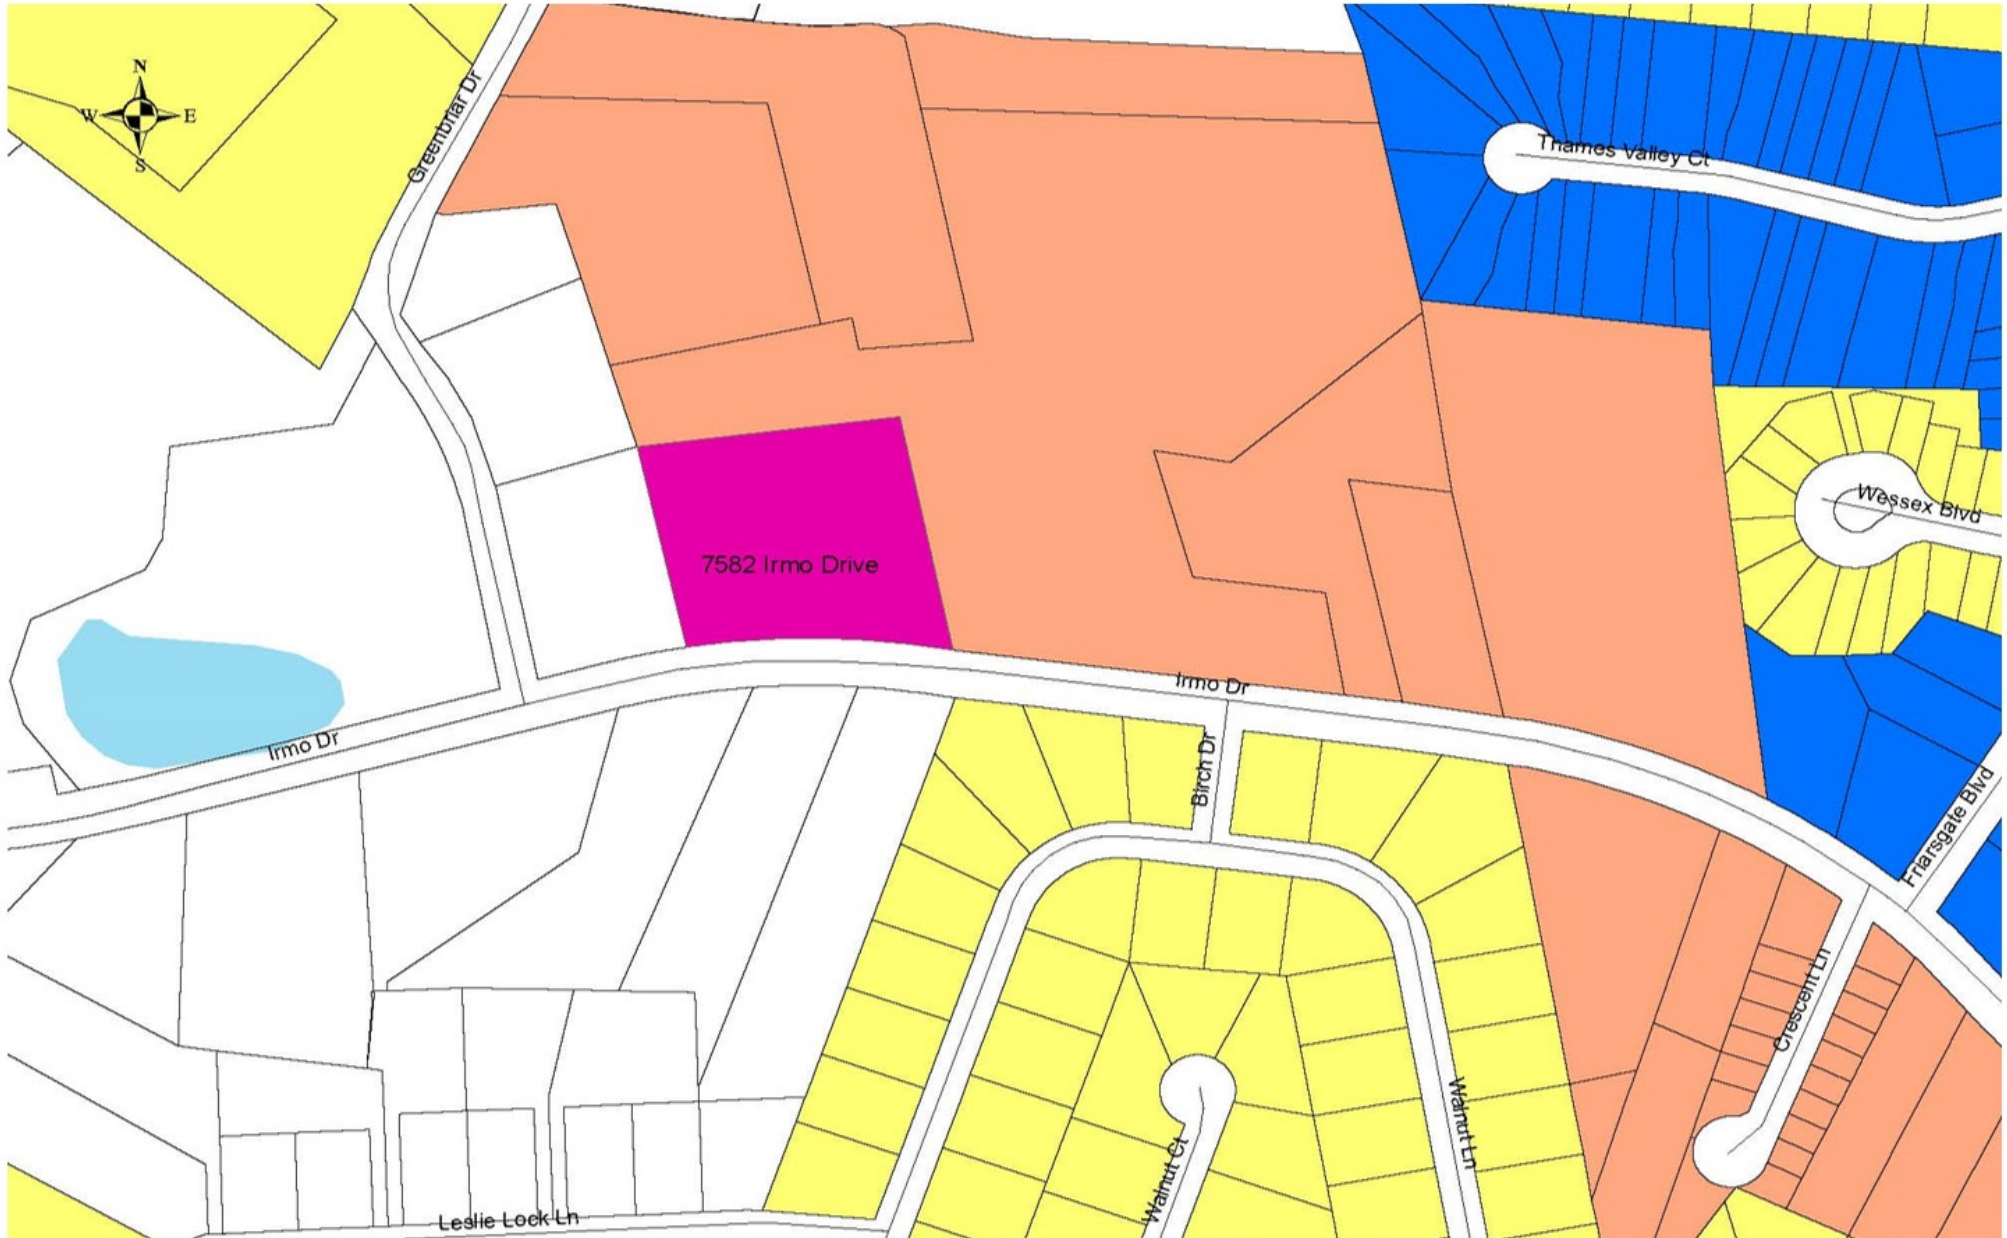 N
W E
S
Greenbriar Dr
Thames Valley Ct
Wessex Blvd
7582 Irmo Drive
Irmo Dr
Irmo Dr
Birch Dr
Friarsgate Blvd
Crescent Ln
Walnut Ln
Walnut Ct
Leslie Lock Ln